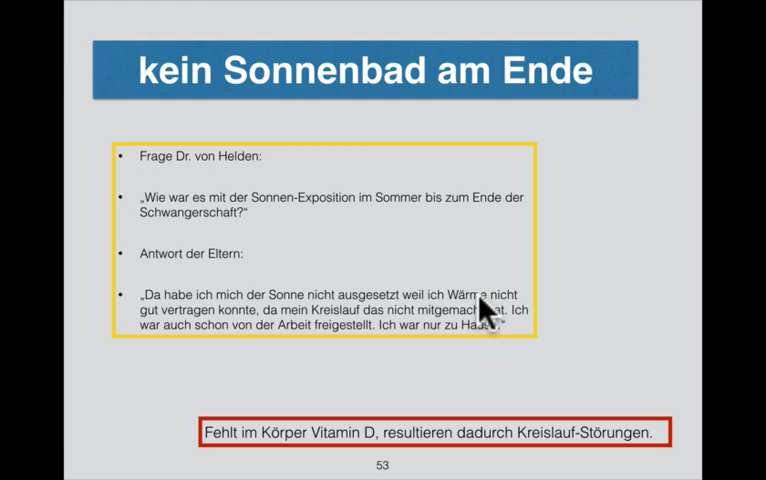 kein Sonnenbad am Ende
• Frage Dr. von Helden:
• „Wie war es mit der Sonnen-Exposition im Sommer bis zum Ende der
Schwangerschaft?“
• Antwort der Eltern:
• „Da habe ich mich der Sonne nicht ausgesetzt weil ich Wärme nicht
gut vertragen konnte, da mein Kreislauf das nicht mitgemacht hat. Ich
war auch schon von der Arbeit freigestellt. Ich war nur zu Hause.“
Fehlt im Körper Vitamin D, resultieren dadurch Kreislauf-Störungen.
53